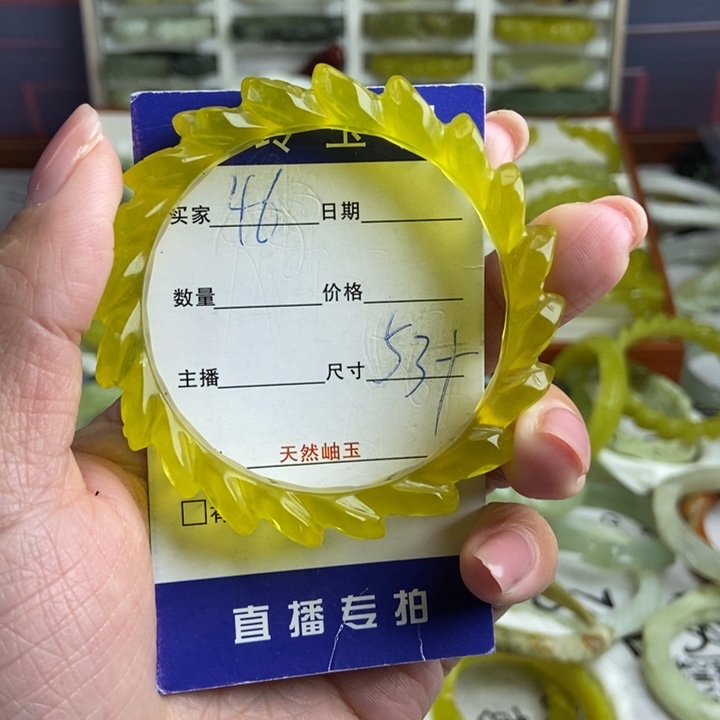 玉
买家 46 日期
数量 价格
主播 尺寸 53+
天然岫玉
直播专拍